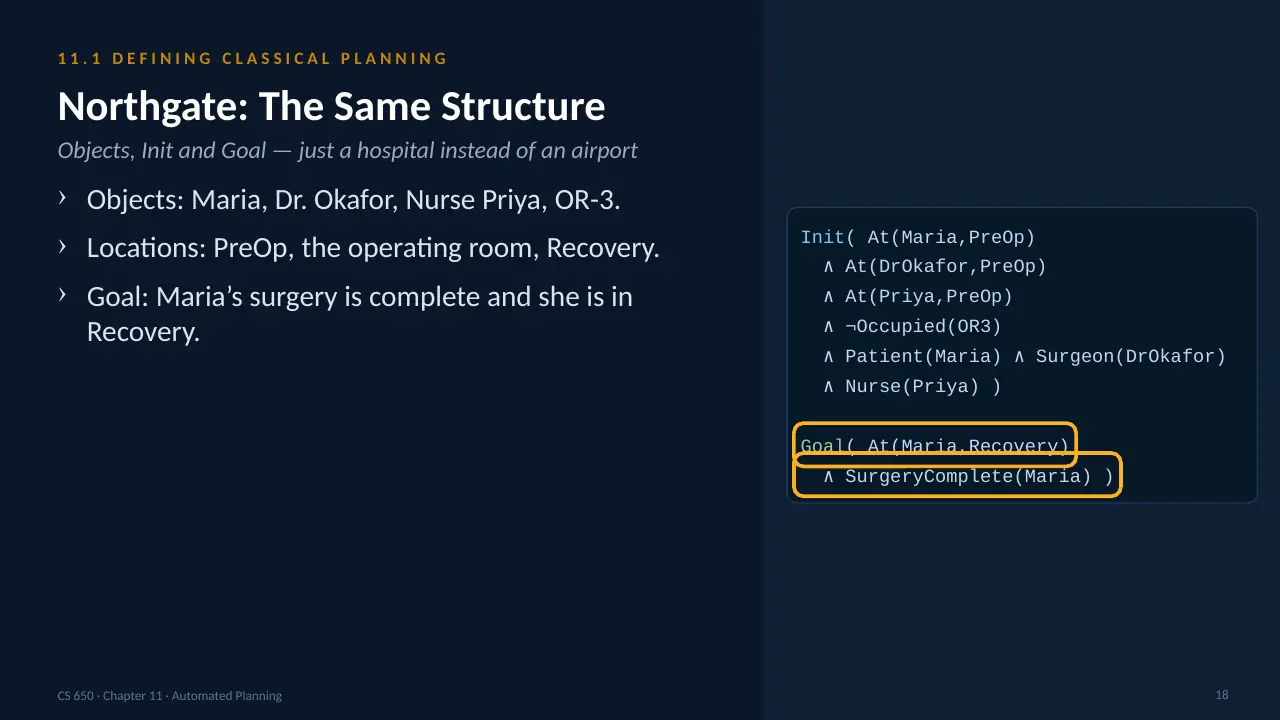 11.1 DEFINING CLASSICAL PLANNING
Northgate: The Same Structure
Objects, Init and Goal — just a hospital instead of an airport
› Objects: Maria, Dr. Okafor, Nurse Priya, OR-3.
› Locations: PreOp, the operating room, Recovery.
› Goal: Maria’s surgery is complete and she is in
Recovery.
Init( At(Maria,PreOp)
∧ At(DrOkafor,PreOp)
∧ At(Priya,PreOp)
∧ ¬Occupied(OR3)
∧ Patient(Maria) ∧ Surgeon(DrOkafor)
∧ Nurse(Priya) )
Goal( At(Maria,Recovery)
∧ SurgeryComplete(Maria) )
CS 650 · Chapter 11 · Automated Planning
18